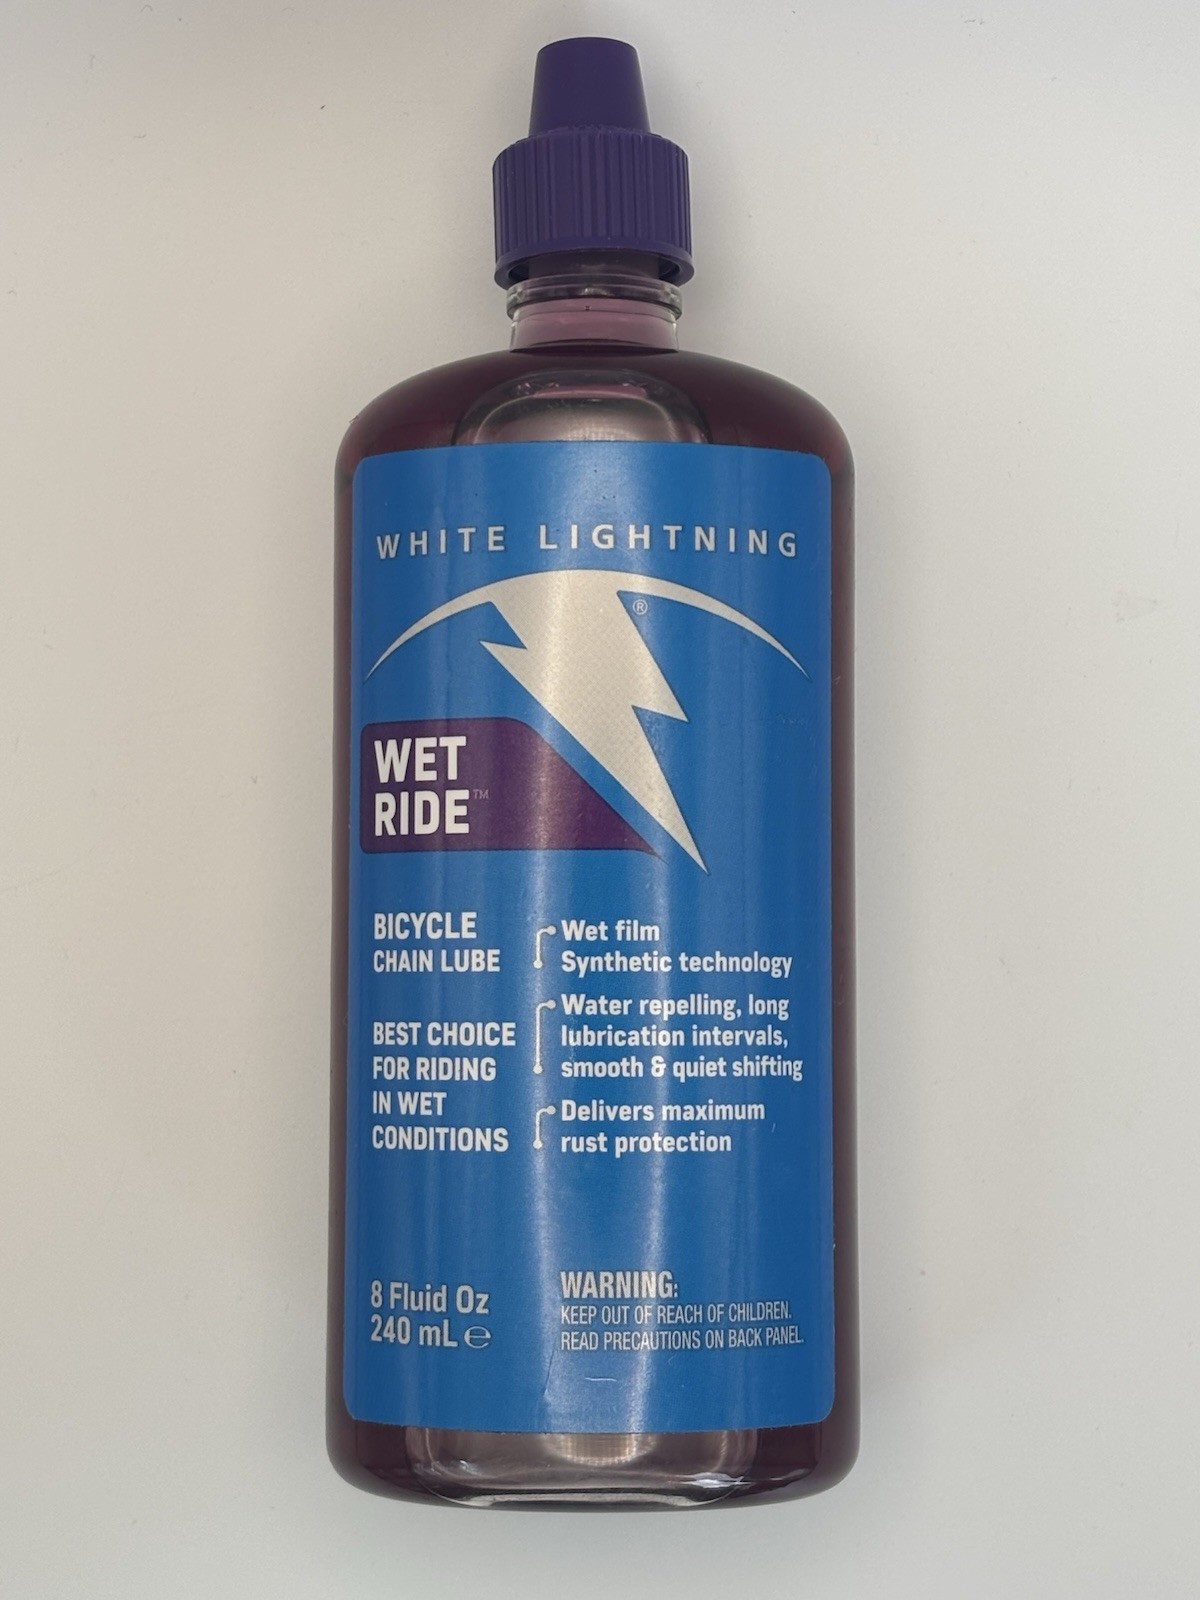 WHITE LIGHTNING
®
WET
RIDE™
BICYCLE
CHAIN LUBE
BEST CHOICE
FOR RIDING
IN WET
CONDITIONS
Wet film
Synthetic technology
Water repelling, long
lubrication intervals,
smooth & quiet shifting
Delivers maximum
rust protection
8 Fluid Oz
240 mL ℮
WARNING:
KEEP OUT OF REACH OF CHILDREN.
READ PRECAUTIONS ON BACK PANEL.